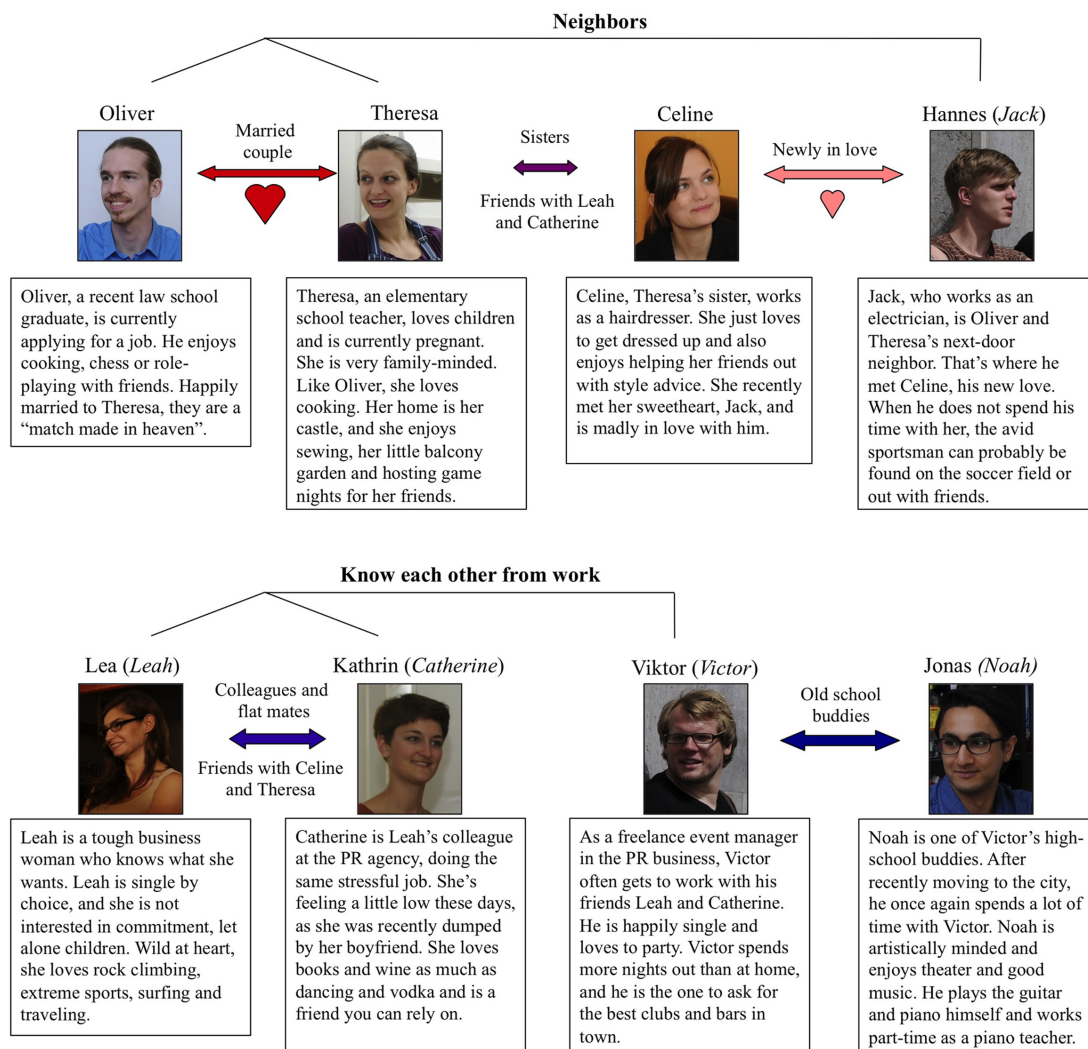 Neighbors
Oliver
Theresa
Celine
Hannes (Jack)
Married
couple
Sisters
Friends with Leah
and Catherine
Newly in love
Oliver, a recent law school
graduate, is currently
applying for a job. He enjoys
cooking, chess or role-
playing with friends. Happily
married to Theresa, they are a
“match made in heaven”.
Theresa, an elementary
school teacher, loves children
and is currently pregnant.
She is very family-minded.
Like Oliver, she loves
cooking. Her home is her
castle, and she enjoys
sewing, her little balcony
garden and hosting game
nights for her friends.
Celine, Theresa’s sister, works
as a hairdresser. She just loves
to get dressed up and also
enjoys helping her friends out
with style advice. She recently
met her sweetheart, Jack, and
is madly in love with him.
Jack, who works as an
electrician, is Oliver and
Theresa’s next-door
neighbor. That’s where he
met Celine, his new love.
When he does not spend his
time with her, the avid
sportsman can probably be
found on the soccer field or
out with friends.
Know each other from work
Lea (Leah)
Kathrin (Catherine)
Viktor (Victor)
Jonas (Noah)
Colleagues and
flat mates
Friends with Celine
and Theresa
Old school
buddies
Leah is a tough business
woman who knows what she
wants. Leah is single by
choice, and she is not
interested in commitment, let
alone children. Wild at heart,
she loves rock climbing,
extreme sports, surfing and
traveling.
Catherine is Leah’s colleague
at the PR agency, doing the
same stressful job. She’s
feeling a little low these days,
as she was recently dumped
by her boyfriend. She loves
books and wine as much as
dancing and vodka and is a
friend you can rely on.
As a freelance event manager
in the PR business, Victor
often gets to work with his
friends Leah and Catherine.
He is happily single and
loves to party. Victor spends
more nights out than at home,
and he is the one to ask for
the best clubs and bars in
town.
Noah is one of Victor’s high-
school buddies. After
recently moving to the city,
he once again spends a lot of
time with Victor. Noah is
artistically minded and
enjoys theater and good
music. He plays the guitar
and piano himself and works
part-time as a piano teacher.